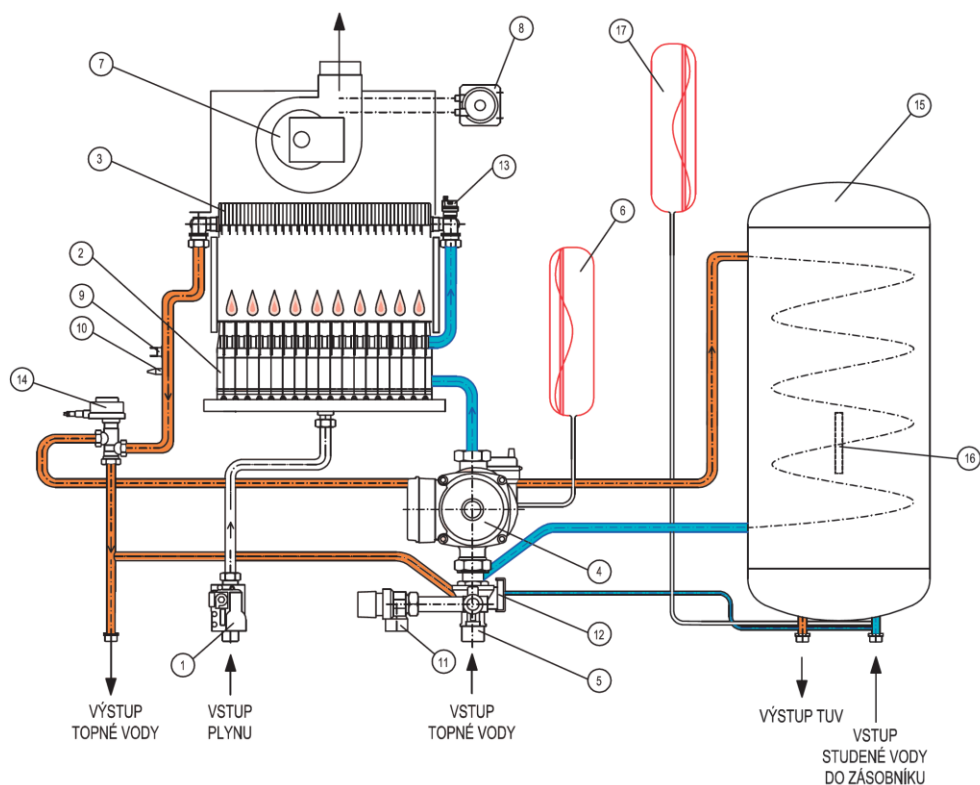 17
8
7
15
3
13
6
2
9
10
14
16
4
12
1
11
5
VÝSTUP
TOPNÉ VODY
VSTUP
PLYNU
VSTUP
TOPNÉ VODY
VÝSTUP TUV
VSTUP
STUDENÉ VODY
DO ZÁSOBNÍKU